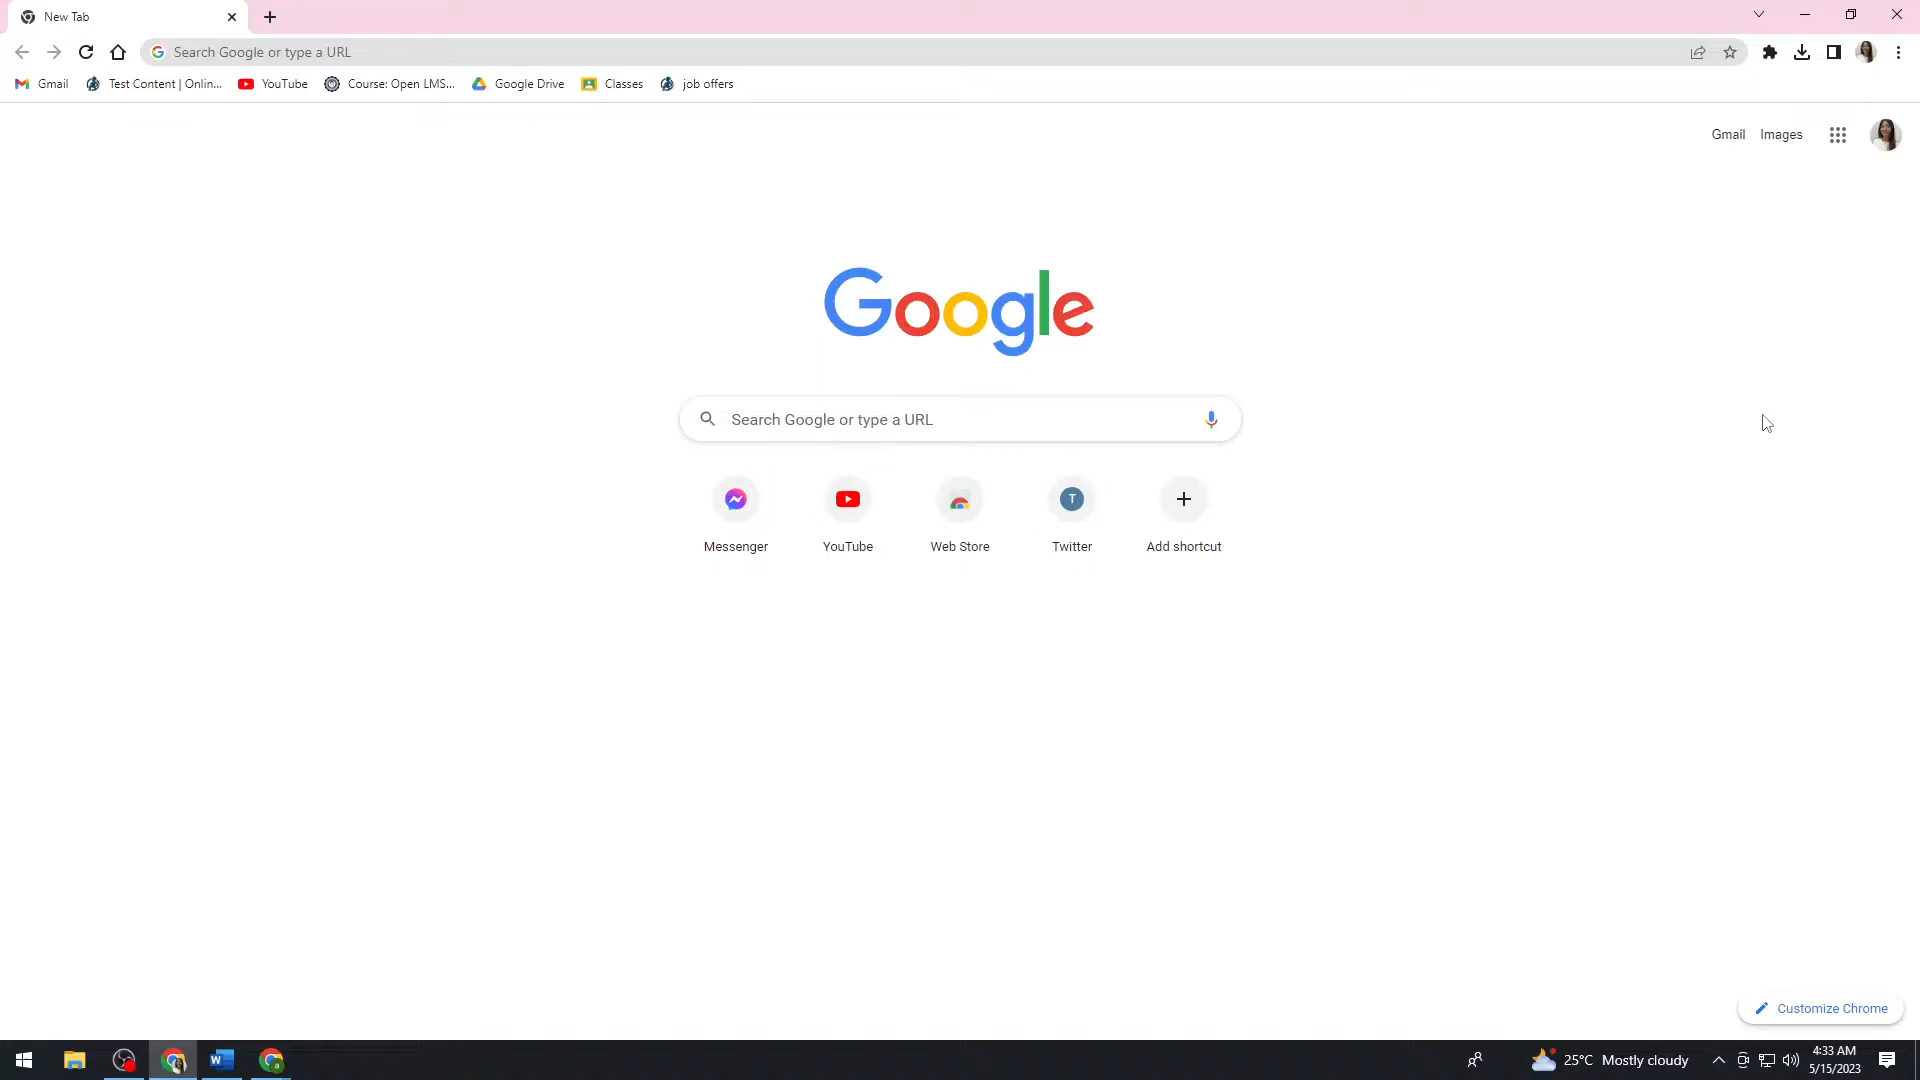 New Tab
Search Google or type a URL
Gmail
Test Content | Onlin...
YouTube
Course: Open LMS...
Google Drive
Classes
job offers
Gmail
Images
Google
Search Google or type a URL
T
Messenger
YouTube
Web Store
Twitter
Add shortcut
Customize Chrome
W
a
25°C Mostly cloudy
4:33 AM
5/15/2023